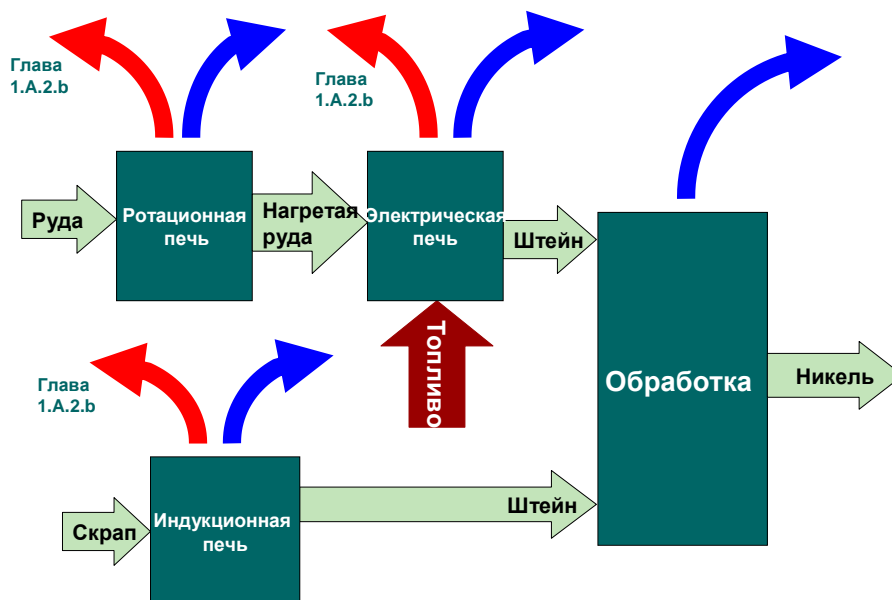 Глава
1.A.2.b
Глава
1.A.2.b
Руда
Ротационная
печь
Нагретая
руда
Электрическая
печь
Штейн
Топливо
Обработка
Никель
Глава
1.A.2.b
Скрап
Индукционная
печь
Штейн